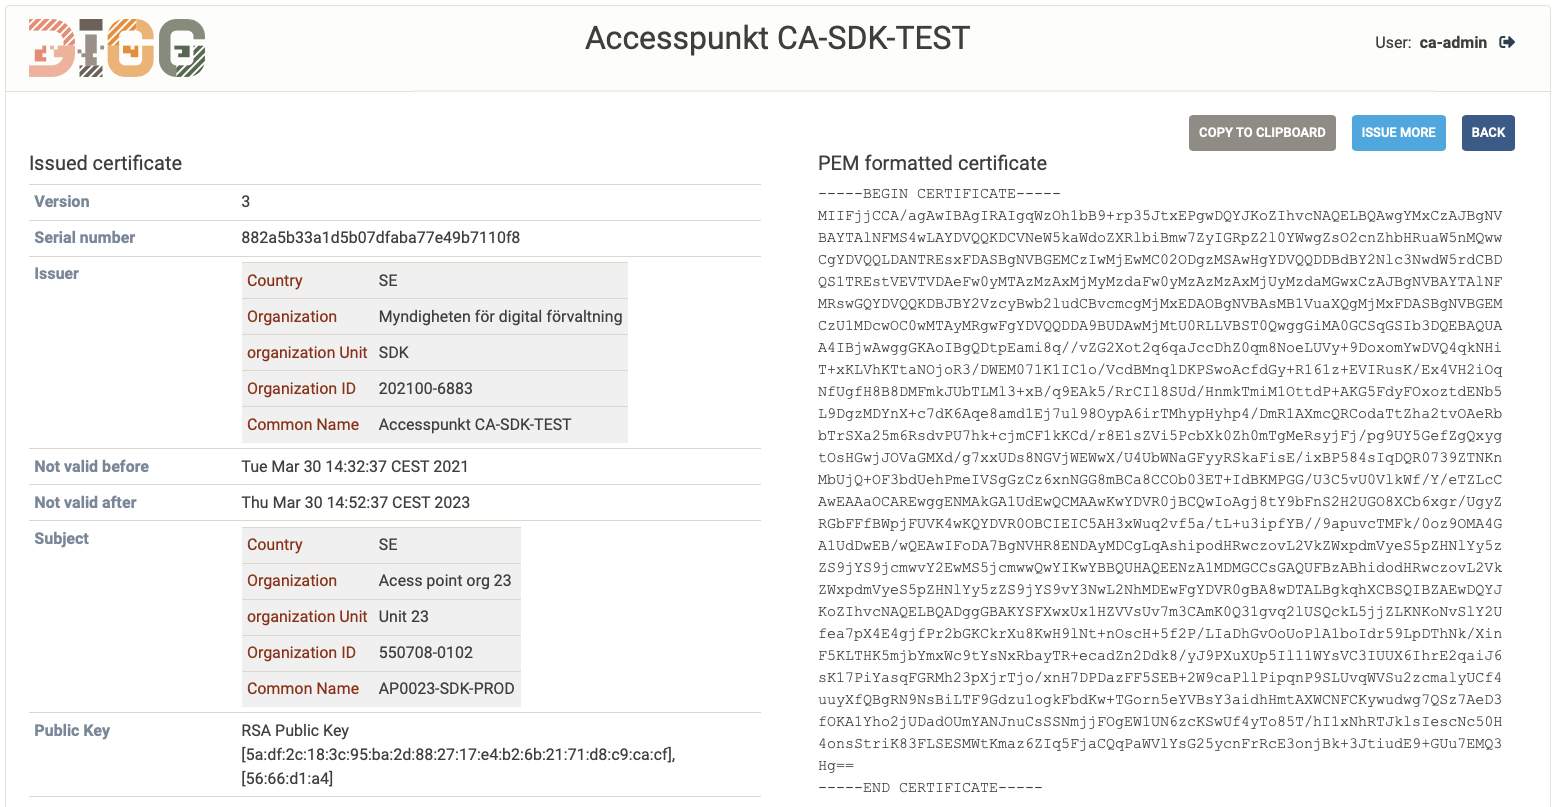 DIGG
Accesspunkt CA-SDK-TEST
User: ca-admin
COPY TO CLIPBOARD
ISSUE MORE
BACK
Issued certificate
Version 3
Serial number 882a5b33a1d5b07dfaba77e49b7110f8
Issuer
Country SE
Organization Myndigheten för digital förvaltning
organization Unit SDK
Organization ID 202100-6883
Common Name Accesspunkt CA-SDK-TEST
Not valid before Tue Mar 30 14:32:37 CEST 2021
Not valid after Thu Mar 30 14:52:37 CEST 2023
Subject
Country SE
Organization Acess point org 23
organization Unit Unit 23
Organization ID 550708-0102
Common Name AP0023-SDK-PROD
Public Key RSA Public Key
[5a:df:2c:18:3c:95:ba:2d:88:27:17:e4:b2:6b:21:71:d8:c9:ca:cf],
[56:66:d1:a4]
PEM formatted certificate
-----BEGIN CERTIFICATE-----
MIIFjjCCA/agAwIBAgIRAIgqWzOh1bB9+rp35JtxEPgwDQYJKoZIhvcNAQELBQAwgYMxCzAJBgNV
BAYTAlNFMS4wLAYDVQQKDCVNeW5kaWdoZXRlbiBmw7ZyIGRpZ2l0YWwgZsO2cnZhbHRuaW5nMQww
CgYDVQQLDANTREsxFDASBgNVBGEMCzIwMjEwMC02ODgzMSAwHgYDVQQDDBdBY2Nlc3NwdW5rdCBD
QS1TREstVEVTVDAeFw0yMTAzMzAxMjMyMzdaFw0yMzAzMzAxMjUyMzdaMGwxCzAJBgNVBAYTAlNF
MRswGQYDVQQKDBJBY2VzcyBwb2ludCBvcmcgMjMxEDAOBgNVBAsMB1VuaXQgMjMxFDASBgNVBGEM
CzU1MDcwOC0wMTAyMRgwFgYDVQQDDA9BUDAwMjMtU0RLLVBST0QwggGiMA0GCSqGSIb3DQEBAQUA
A4IBjwAwggGKAoIBgQDtpEami8q//vZG2Xot2q6qaJccDhZ0qm8NoeLUVy+9DoxomYwDVQ4qkNHi
T+xKLVhKTtaNOjoR3/DWEM071K1IC1o/VcdBMnqlDKPSwoAcfdGy+R161z+EVIRusK/Ex4VH2iOq
NfUgfH8B8DMFmkJUbTLMl3+xB/q9EAk5/RrCIl8SUd/HnmkTmiM1OttdP+AKG5FdyFOxoztdENb5
L9DgzMDYnX+c7dK6Aqe8amd1Ej7ul98OypA6irTMhypHyhp4/DmR1AXmcQRCodaTtZha2tvOAeRb
bTrSXa25m6RsdvPU7hk+cjmCF1kKCd/r8E1sZVi5PcbXk0Zh0mTgMeRsyjFj/pg9UY5GefZgQxyg
tOsHGwjJOVaGMXd/g7xxUDs8NGVjWEWwX/U4UbWNaGFyyRSkaFisE/ixBP584sIqDQR0739ZTNKn
MbUjQ+OF3bdUehPmeIVSgGzCz6xnNGG8mBCa8CCOb03ET+IdBKMPGG/U3C5vU0VlkWf/Y/eTZLcC
AwEAAaOCAREwggENMAkGA1UdEwQCMAAwKwYDVR0jBCQwIoAgj8tY9bFnS2H2UGO8XCb6xgr/UgyZ
RGbFFfBWpjFUVK4wKQYDVR0OBCIEIC5AH3xWuq2vf5a/tL+u3ipfYB//9apuvcTMFk/0oz9OMA4G
A1UdDwEB/wQEAwIFoDA7BgNVHR8ENDAyMDCgLqAshipodHRwczovL2VkZWxpdmVyeS5pZHNlYy5z
ZS9jYS9jcmwvY2EwMS5jcmwwQwYIKwYBBQUHAQEENzA1MDMGCCsGAQUFBzABhidodHRwczovL2Vk
ZWxpdmVyeS5pZHNlYy5zZS9jYS9vY3NwL2NhMDEwFgYDVR0gBA8wDTALBgkqhXCBSQIBZAEwDQYJ
KoZIhvcNAQELBQADggGBAKYSFXwxUx1HZVVsUv7m3CAmK0Q31gvq2lUSQckL5jjZLKNKoNvSlY2U
fea7pX4E4gjfPr2bGKCkrXu8KwH9lNt+nOscH+5f2P/LIaDhGvOoUoPlA1boIdr59LpDThNk/Xin
F5KLTHK5mjbYmxWc9tYsNxRbayTR+ecadZn2Ddk8/yJ9PXuXUp5Il11WYsVC3IUUX6IhrE2qaiJ6
sK17PiYasqFGRMh23pXjrTjo/xnH7DPDazFF5SEB+2W9caPllPipqnP9SLUvqWVSu2zcmalyUCf4
uuyXfQBgRN9NsBiLTF9Gdzu1ogkFbdKw+TGorn5eYVBsY3aidhHmtAXWCNFCKywudwg7QSz7AeD3
fOKA1Yho2jUDadOUmYANJnuCsSSNmjjFOgEW1UN6zcKSwUf4yTo85T/hI1xNhRTJklsIescNc50H
4onsStriK83FLSESMWtKmaz6ZIq5FjaCQqPaWVlYsG25ycnFrRcE3onjBk+3JtiudE9+GUu7EMQ3
Hg==
-----END CERTIFICATE-----